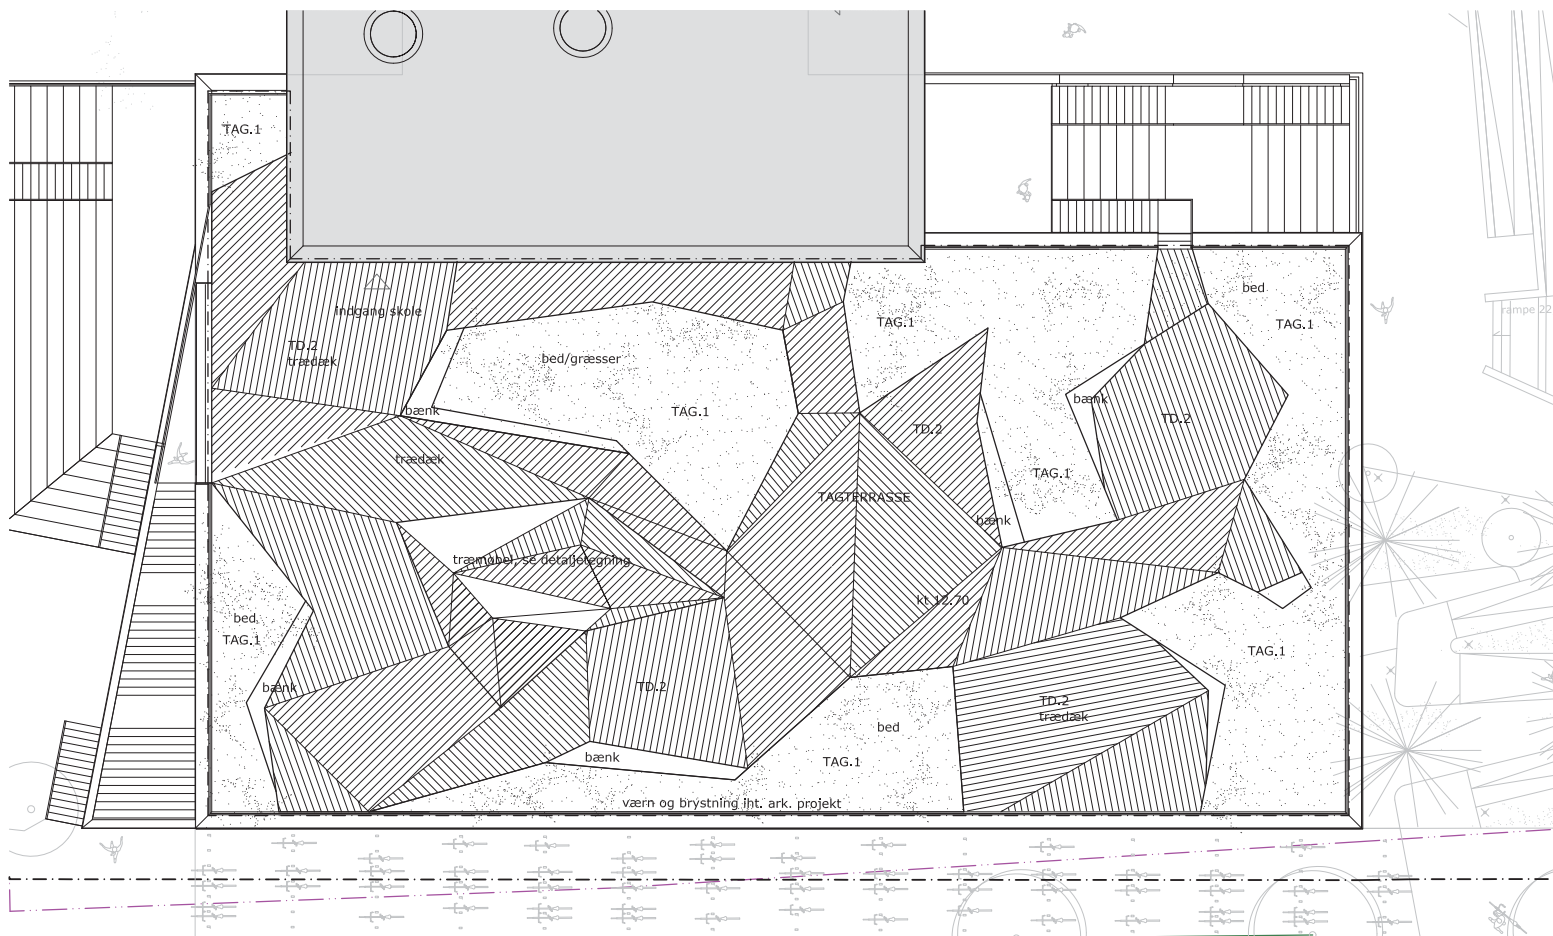 TAG.1
bed
rampe 22
indgang skole
TAG.1
TAG.1
TD.2
trædæk
bed/græsser
bænk
TAG.1
bænk
TD.2
TD.2
trædæk
TAG.1
TAGTERRASSE
bænk
træmøbel, se detaljetegning
kt 12.70
bed
TAG.1
TAG.1
bænk
TD.2
TD.2
trædæk
bed
bænk
TAG.1
værn og brystning iht. ark. projekt